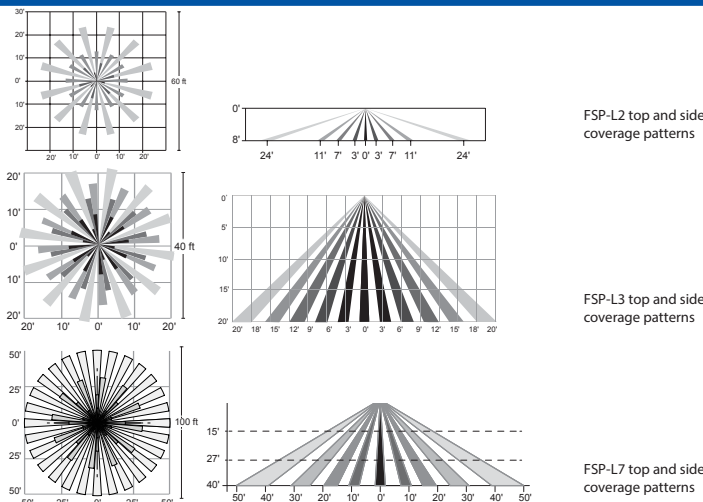 30'
20'
10'
0'
10'
20'
20' 10' 0' 10' 20'
60 ft
0'
8'
24' 11' 7' 3' 0' 3' 7' 11' 24'
FSP-L2 top and side
coverage patterns
20'
10'
0'
10'
20'
20' 10' 0' 10' 20'
40 ft
0'
5'
10'
15'
20'
20' 18' 15' 12' 9' 6' 3' 0' 3' 6' 9' 12' 15' 18' 20'
FSP-L3 top and side
coverage patterns
50'
25'
0'
25'
50'
50' 25' 0' 25' 50'
100 ft
15'
27'
40'
50' 40' 30' 20' 10' 0' 10' 20' 30' 40' 50'
FSP-L7 top and side
coverage patterns